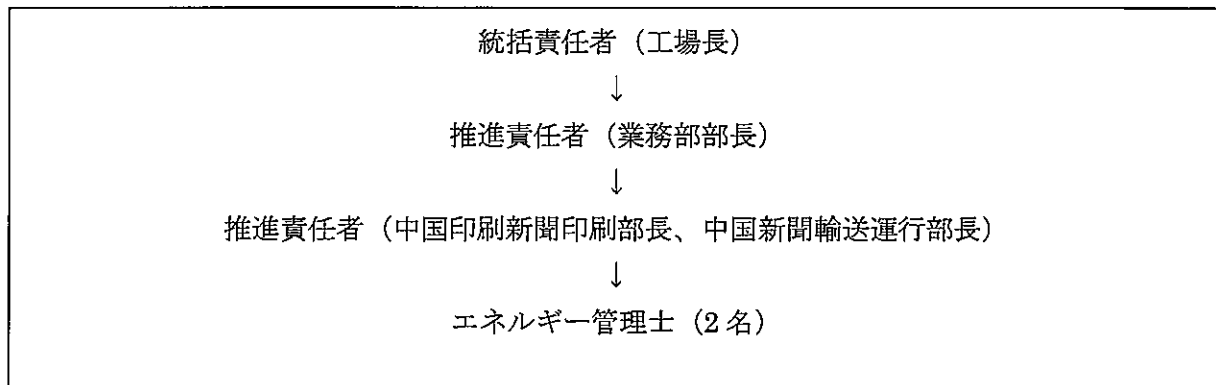 統括責任者（工場長）
↓
推進責任者（業務部部長）
↓
推進責任者（中国印刷新聞印刷部長、中国新聞輸送運行部長）
↓
エネルギー管理士（2名）